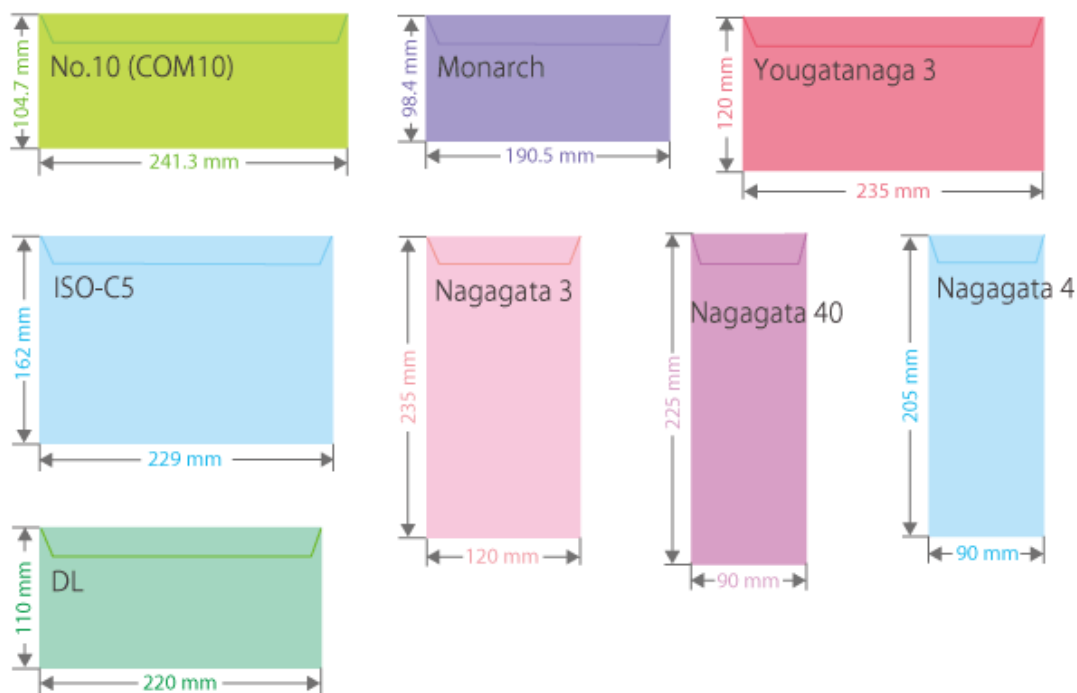 No.10 (COM10)
104.7 mm
241.3 mm
Monarch
98.4 mm
190.5 mm
Yougatanaga 3
120 mm
235 mm
ISO-C5
162 mm
229 mm
Nagagata 3
235 mm
120 mm
Nagagata 40
225 mm
90 mm
Nagagata 4
205 mm
90 mm
DL
110 mm
220 mm